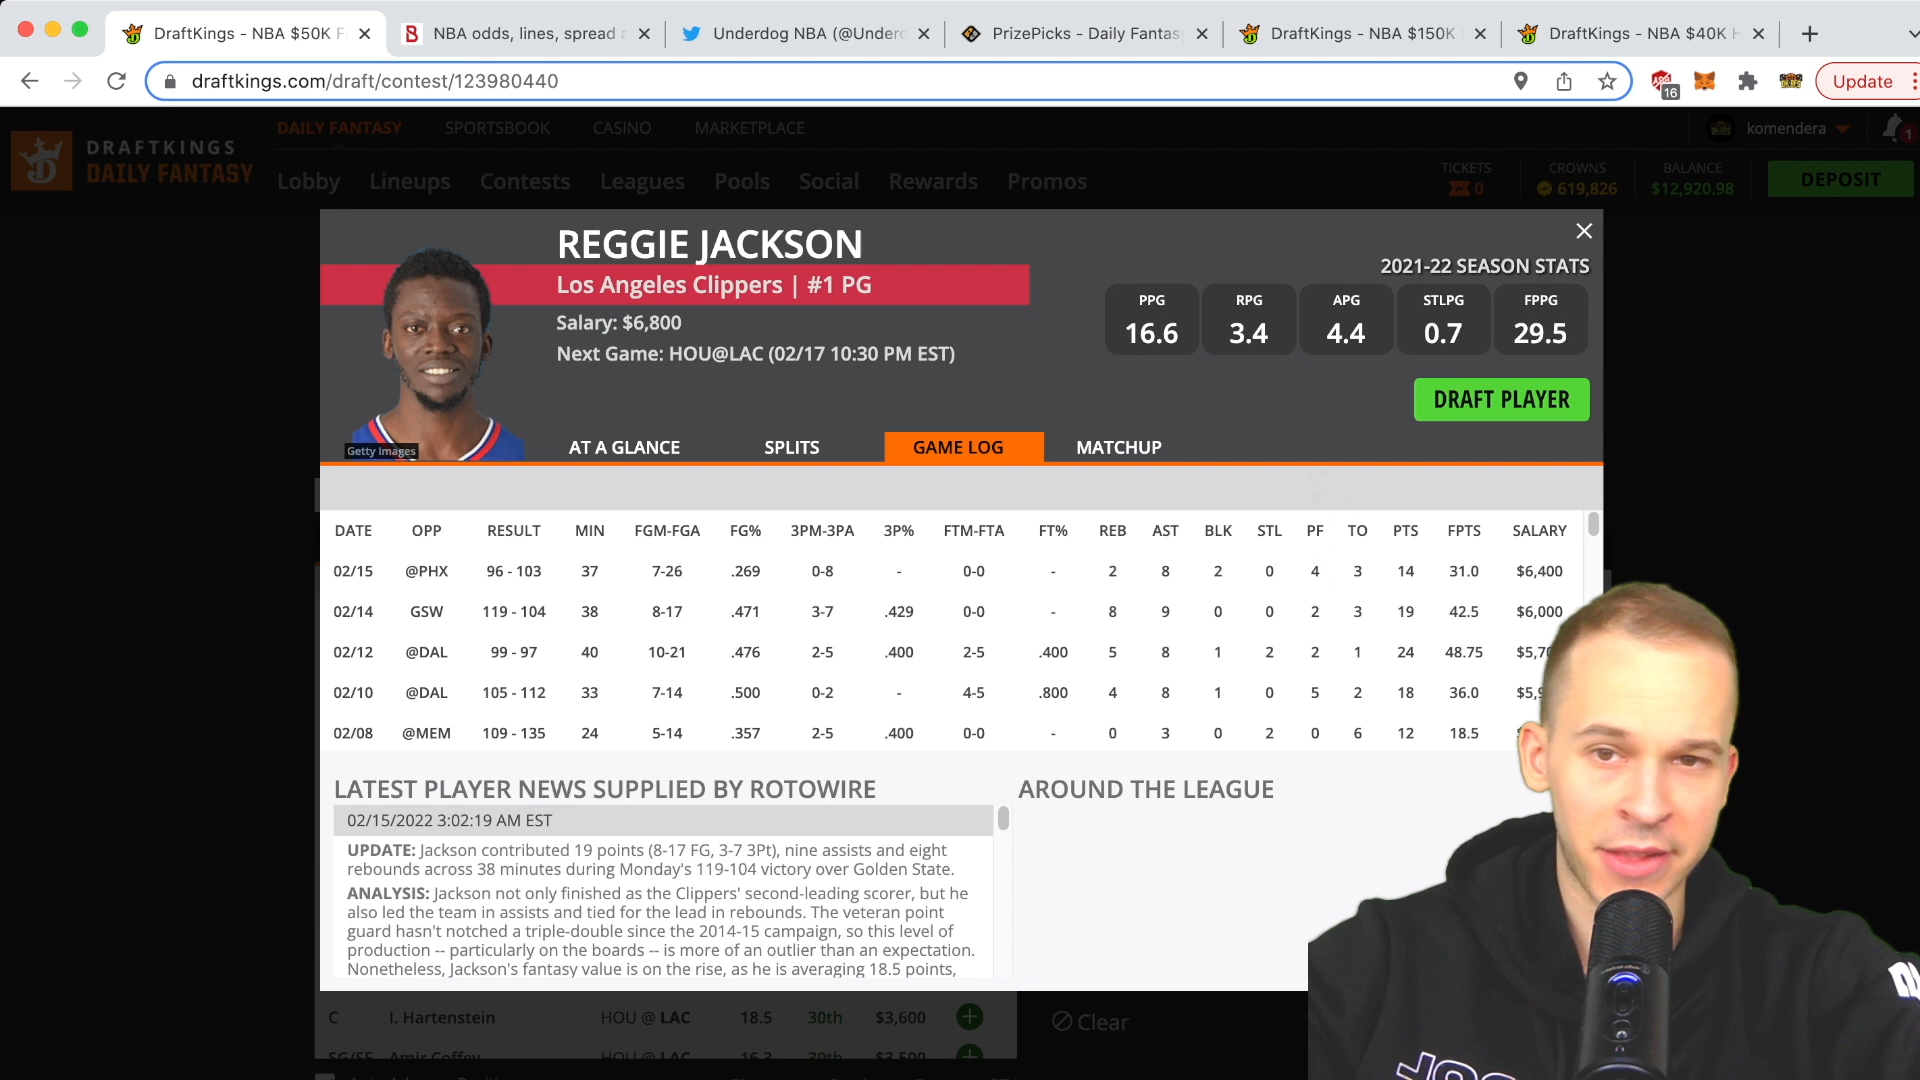 DraftKings - NBA $50K F
NBA odds, lines, spread a
Underdog NBA (@Underd
PrizePicks - Daily Fantasy
DraftKings - NBA $150K
DraftKings - NBA $40K H
draftkings.com/draft/contest/123980440
16
Update
DRAFTKINGS
DAILY FANTASY
DAILY FANTASY SPORTSBOOK CASINO MARKETPLACE
komendera
1
Lobby Lineups Contests Leagues Pools Social Rewards Promos
TICKETS
0
CROWNS
619,826
BALANCE
$12,920.98
DEPOSIT
REGGIE JACKSON
Los Angeles Clippers | #1 PG
Salary: $6,800
Next Game: HOU@LAC (02/17 10:30 PM EST)
2021-22 SEASON STATS
PPG RPG APG STLPG FPPG
16.6 3.4 4.4 0.7 29.5
DRAFT PLAYER
Getty Images
AT A GLANCE SPLITS GAME LOG MATCHUP
DATE OPP RESULT MIN FGM-FGA FG% 3PM-3PA 3P% FTM-FTA FT% REB AST BLK STL PF TO PTS FPTS SALARY
02/15 @PHX 96 - 103 37 7-26 .269 0-8 - 0-0 - 2 8 2 0 4 3 14 31.0 $6,400
02/14 GSW 119 - 104 38 8-17 .471 3-7 .429 0-0 - 8 9 0 0 2 3 19 42.5 $6,000
02/12 @DAL 99 - 97 40 10-21 .476 2-5 .400 2-5 .400 5 8 1 2 2 1 24 48.75 $5,70
02/10 @DAL 105 - 112 33 7-14 .500 0-2 - 4-5 .800 4 8 1 0 5 2 18 36.0 $5,9
02/08 @MEM 109 - 135 24 5-14 .357 2-5 .400 0-0 - 0 3 0 2 0 6 12 18.5
LATEST PLAYER NEWS SUPPLIED BY ROTOWIRE
AROUND THE LEAGUE
02/15/2022 3:02:19 AM EST
UPDATE: Jackson contributed 19 points (8-17 FG, 3-7 3Pt), nine assists and eight
rebounds across 38 minutes during Monday's 119-104 victory over Golden State.
ANALYSIS: Jackson not only finished as the Clippers' second-leading scorer, but he
also led the team in assists and tied for the lead in rebounds. The veteran point
guard hasn't notched a triple-double since the 2014-15 campaign, so this level of
production -- particularly on the boards -- is more of an outlier than an expectation.
Nonetheless, Jackson's fantasy value is on the rise, as he is averaging 18.5 points,
C I. Hartenstein HOU @ LAC 18.5 30th $3,600
Clear
SG/SF Amir Coffey HOU @ LAC 16.3 30th $3,500